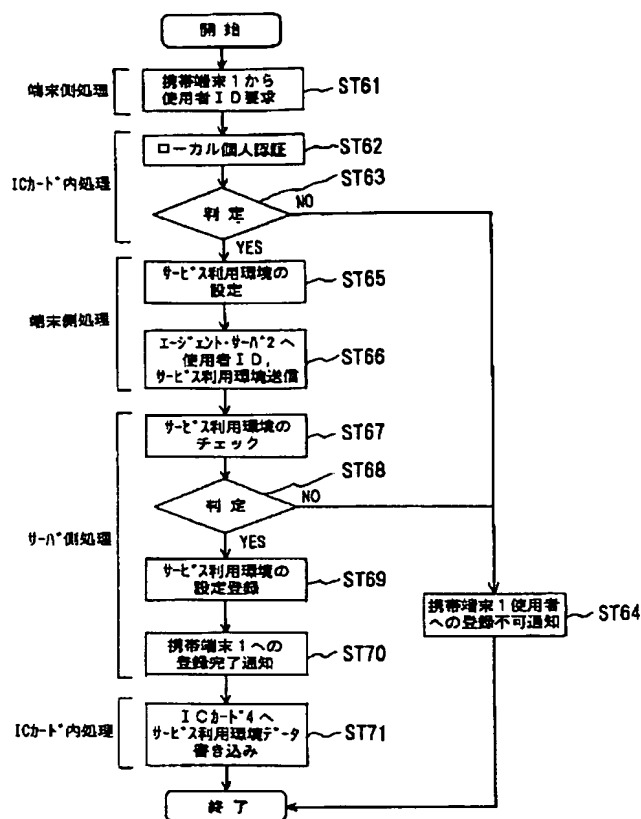 開始
端末側処理
携帯端末1から
使用者ID要求
ST61
ICカード内処理
ローカル個人認証
ST62
判定
ST63
NO
YES
端末側処理
サービス利用環境の
設定
ST65
エージェント・サーバ2へ
使用者ID,
サービス利用環境送信
ST66
サーバ側処理
サービス利用環境の
チェック
ST67
判定
ST68
NO
YES
サービス利用環境の
設定登録
ST69
携帯端末1使用者
への登録不可通知
ST64
携帯端末1への
登録完了通知
ST70
ICカード内処理
ICカード4へ
サービス利用環境データ
書き込み
ST71
終了